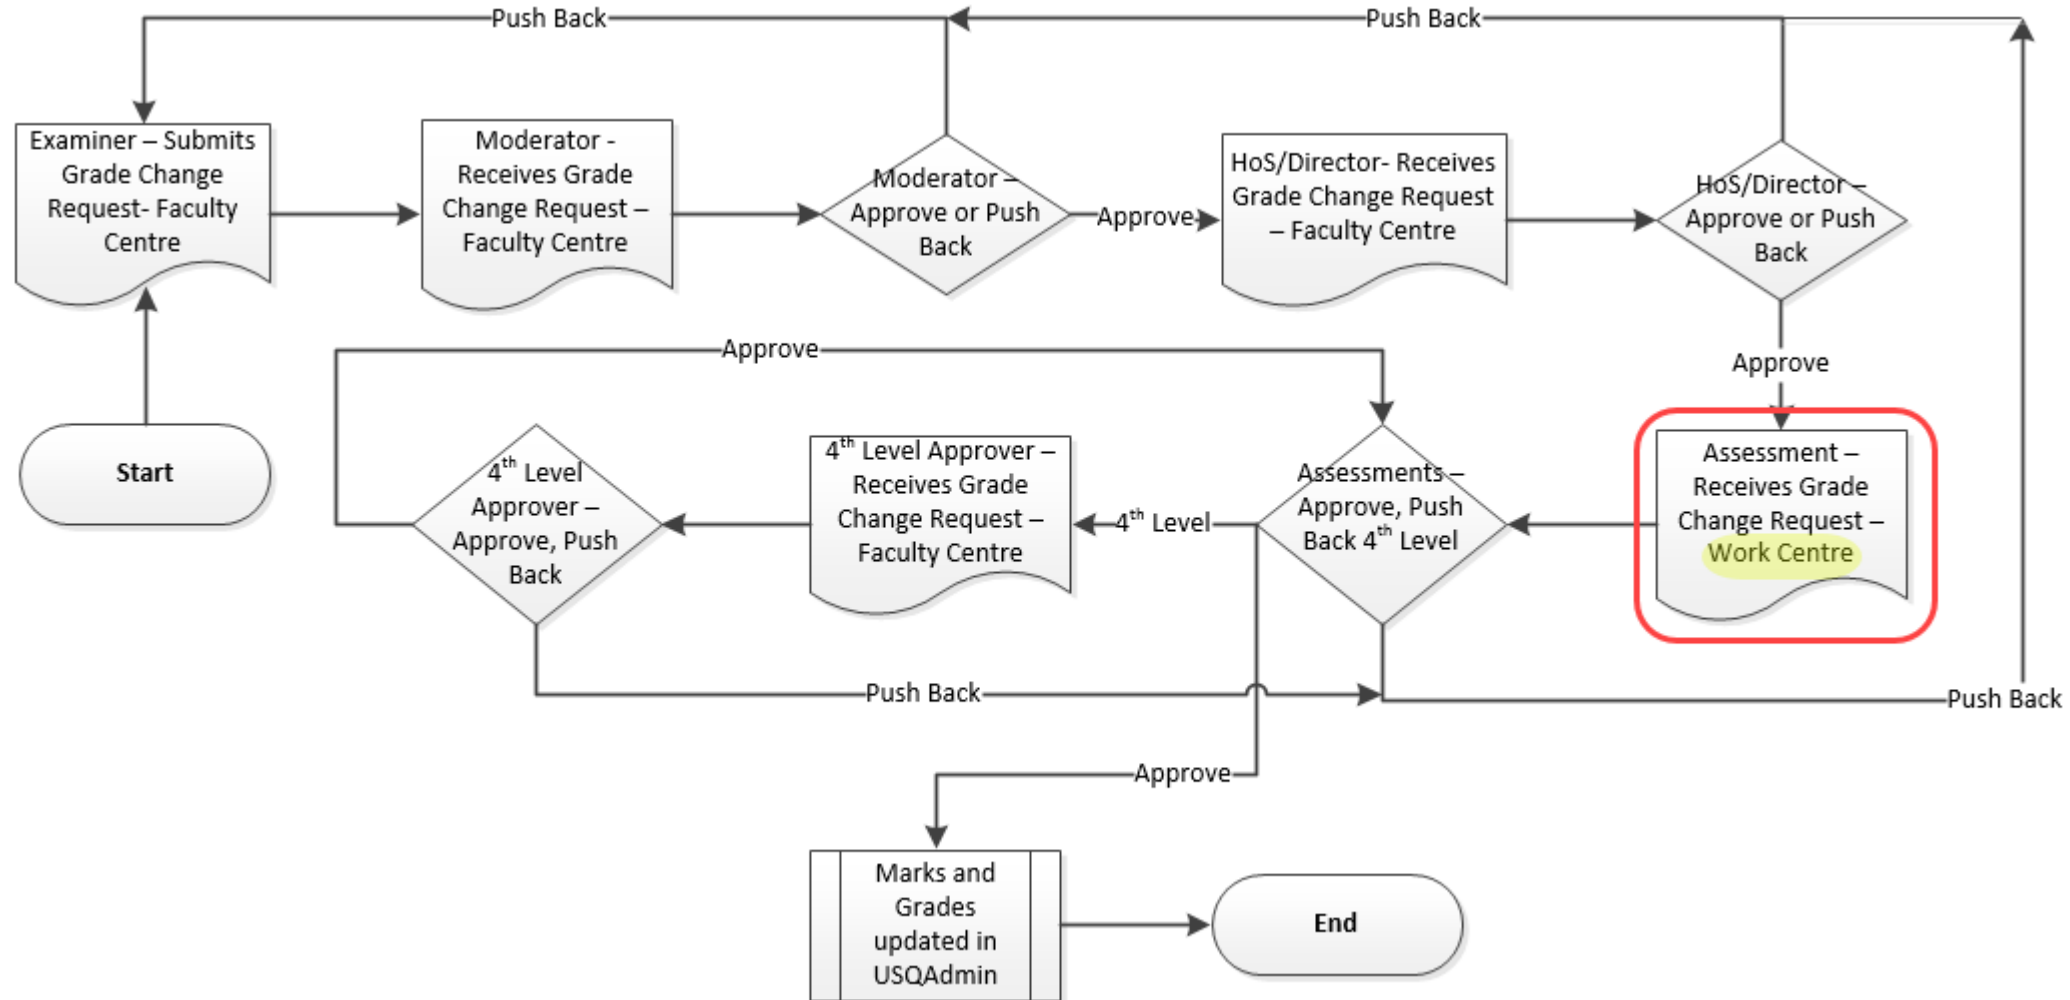 Push Back
Push Back
Examiner – Submits
Grade Change
Request- Faculty
Centre
Moderator -
Receives Grade
Change Request –
Faculty Centre
Moderator –
Approve or Push
Back
Approve
HoS/Director- Receives
Grade Change Request
– Faculty Centre
HoS/Director –
Approve or Push
Back
Approve
Approve
Start
4th Level
Approver –
Approve, Push
Back
4th Level Approver –
Receives Grade
Change Request –
Faculty Centre
4th Level
Assessments –
Approve, Push
Back 4th Level
Assessment –
Receives Grade
Change Request –
Work Centre
Push Back
Push Back
Approve
Marks and
Grades
updated in
USQAdmin
End